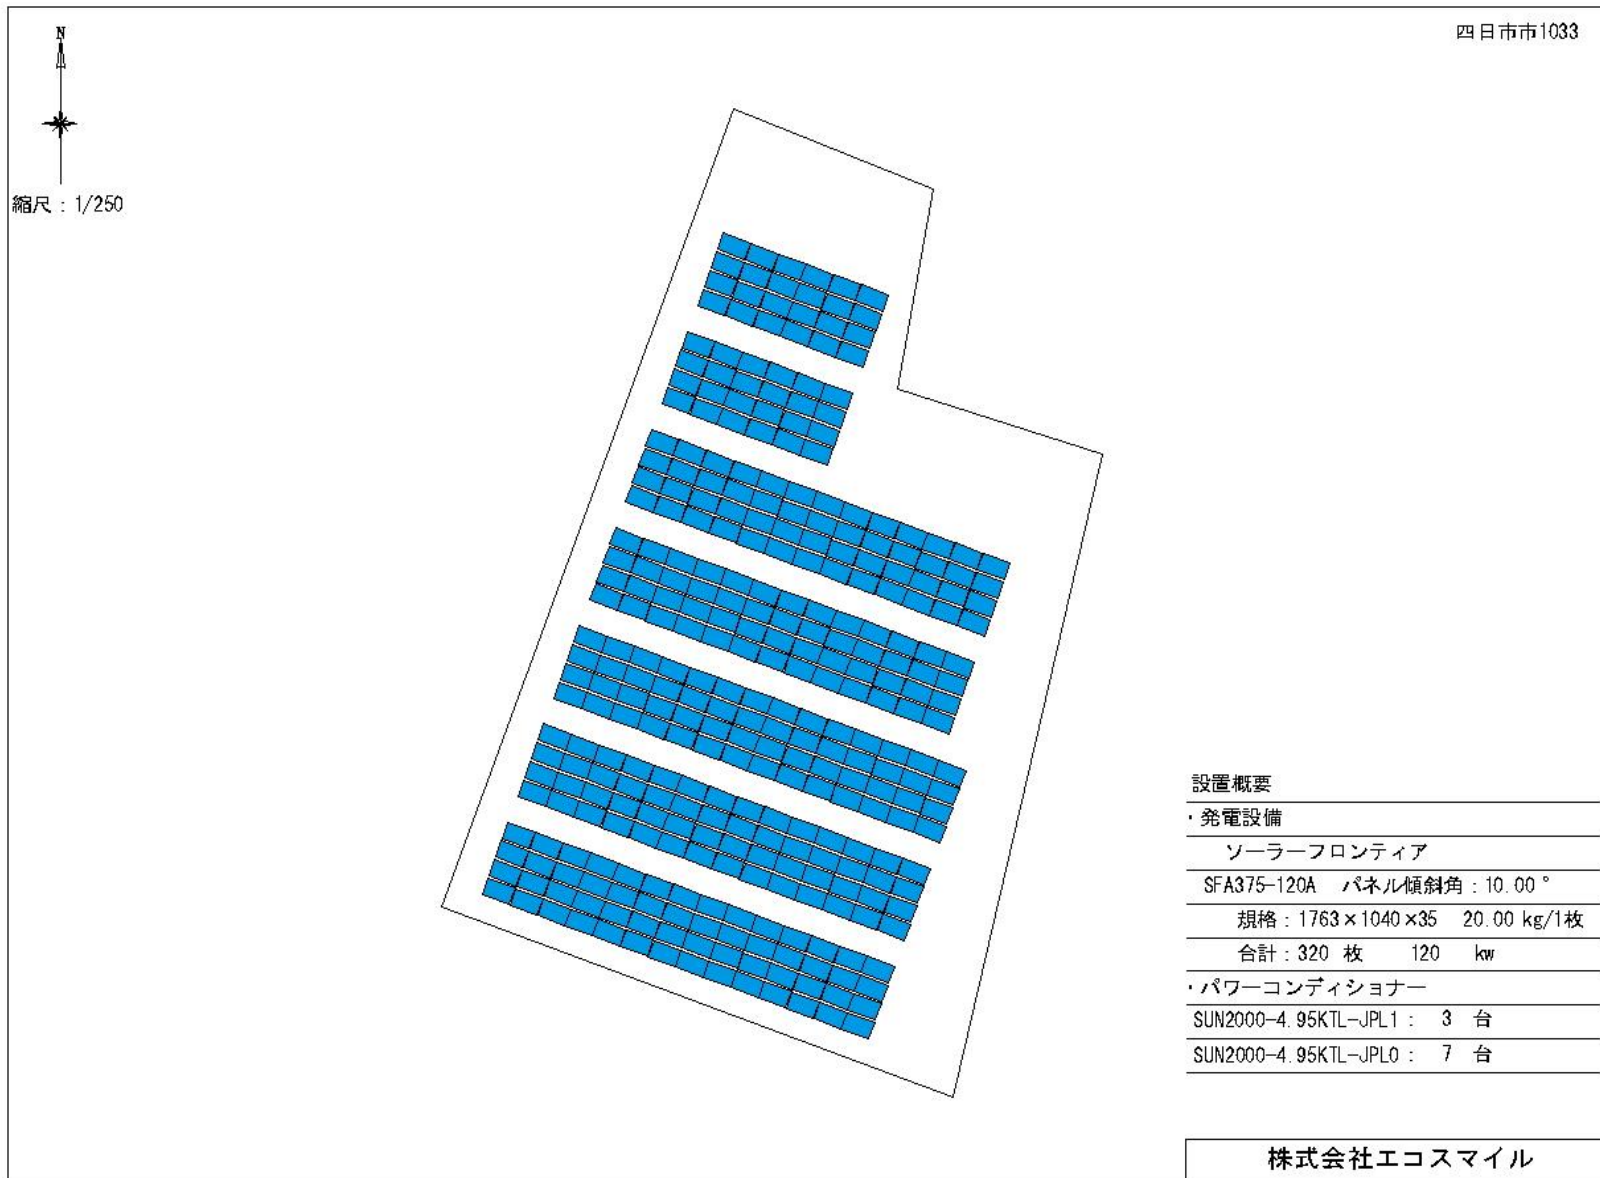 四日市市1033
N
縮尺：1/250
設置概要
・発電設備
ソーラーフロンティア
SFA375-120A パネル傾斜角：10.00°
規格：1763×1040×35 20.00 kg/1枚
合計：320 枚 120 kw
・パワーコンディショナー
SUN2000-4.95KTL-JPL1： 3 台
SUN2000-4.95KTL-JPL0： 7 台
株式会社エコスマイル